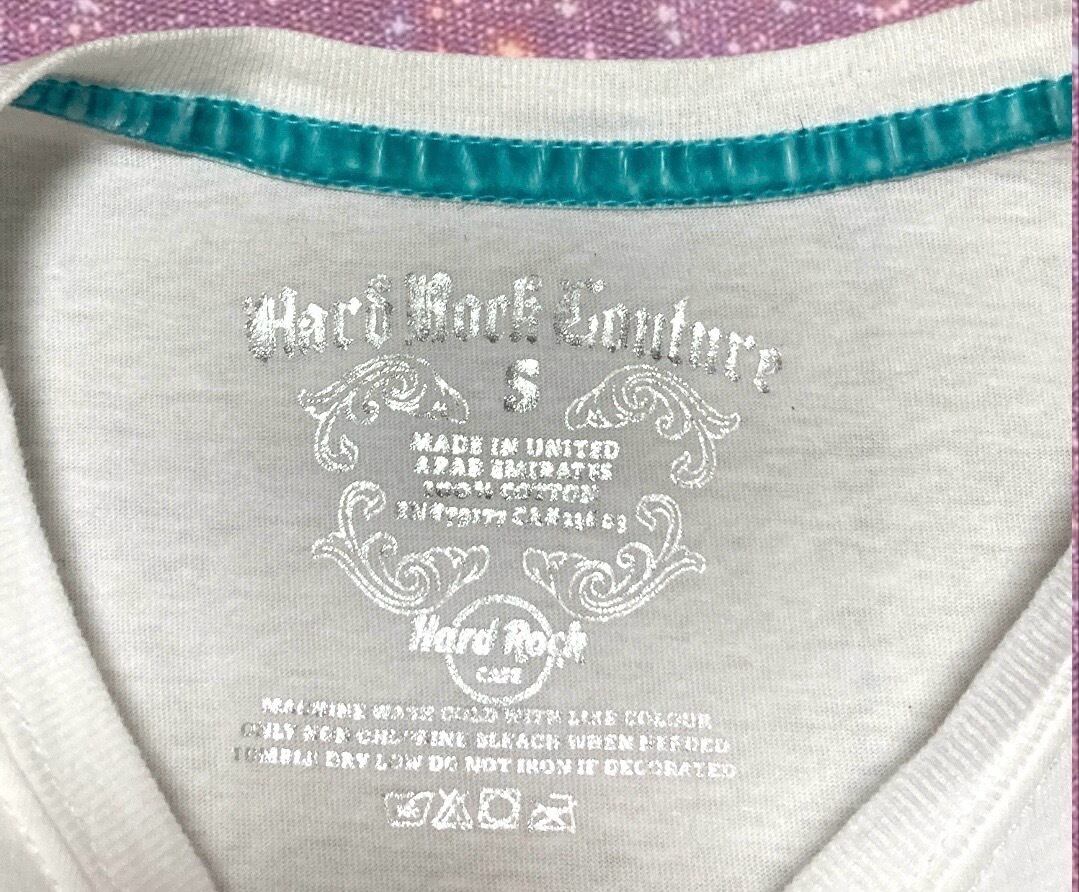 Hard Rock Couture
S
MADE IN UNITED
ARAB EMIRATES
100% COTTON
Hard Rock
CAFE
MACHINE WASH COLD WITH LIKE COLOUR
ONLY NON-CHLORINE BLEACH WHEN NEEDED
TUMBLE DRY LOW DO NOT IRON IF DECORATED